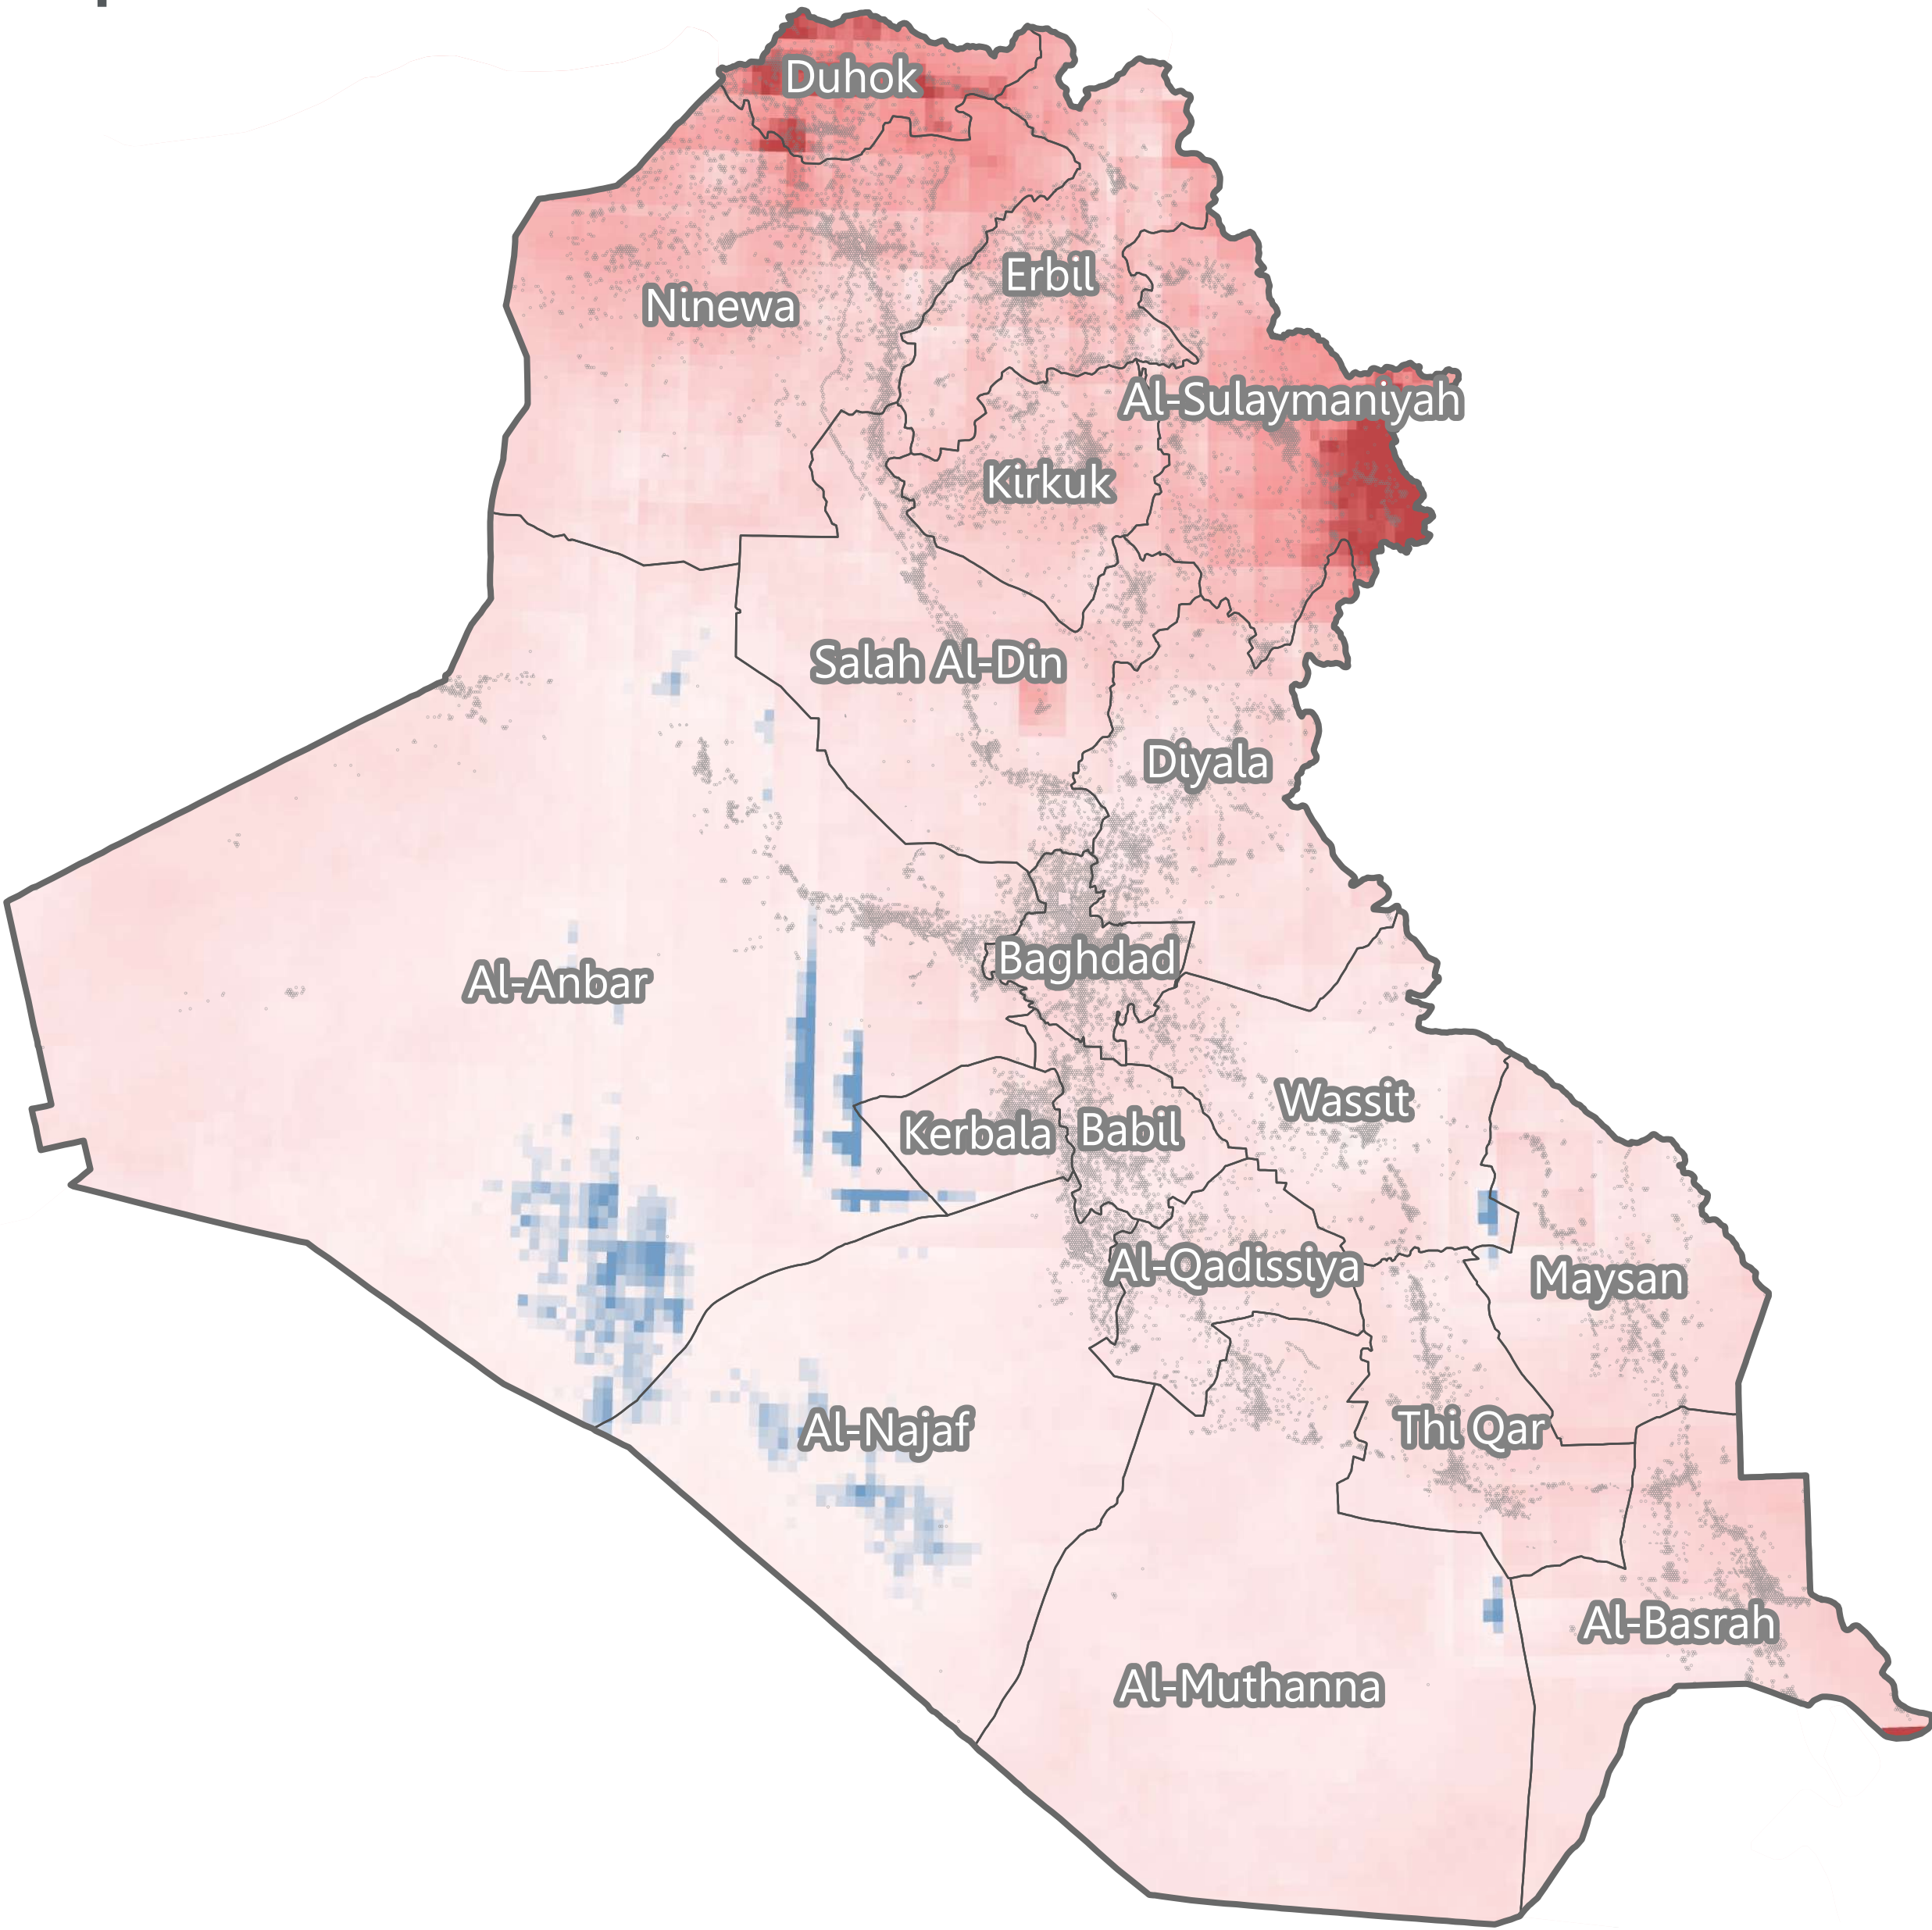 Duhok
Erbil
Ninewa
Al-Sulaymaniyah
Kirkuk
Salah Al-Din
Diyala
Baghdad
Al-Anbar
Wassit
Kerbala
Babil
Al-Qadissiya
Maysan
Al-Najaf
Thi Qar
Al-Basrah
Al-Muthanna